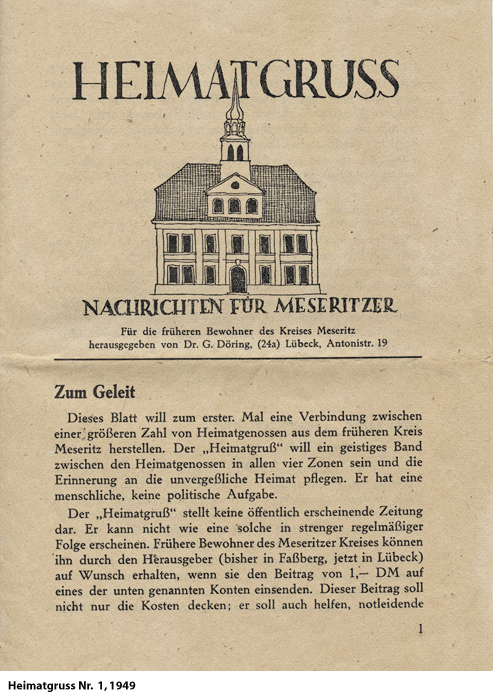 HEIMATGRUSS
NACHRICHTEN FÜR MESERITZER
Für die früheren Bewohner des Kreises Meseritz
herausgegeben von Dr. G. Döring, (24a) Lübeck, Antonistr. 19
Zum Geleit
Dieses Blatt will zum erster. Mal eine Verbindung zwischen
einer größeren Zahl von Heimatgenossen aus dem früheren Kreis
Meseritz herstellen. Der „Heimatgruß“ will ein geistiges Band
zwischen den Heimatgenossen in allen vier Zonen sein und die
Erinnerung an die unvergeßliche Heimat pflegen. Er hat eine
menschliche, keine politische Aufgabe.
Der „Heimatgruß“ stellt keine öffentlich erscheinende Zeitung
dar. Er kann nicht wie eine solche in strenger regelmäßiger
Folge erscheinen. Frühere Bewohner des Meseritzer Kreises können
ihn durch den Herausgeber (bisher in Faßberg, jetzt in Lübeck)
auf Wunsch erhalten, wenn sie den Beitrag von 1,— DM auf
eines der unten genannten Konten einsenden. Dieser Beitrag soll
nicht nur die Kosten decken; er soll auch helfen, notleidende
1
Heimatgruss Nr. 1, 1949